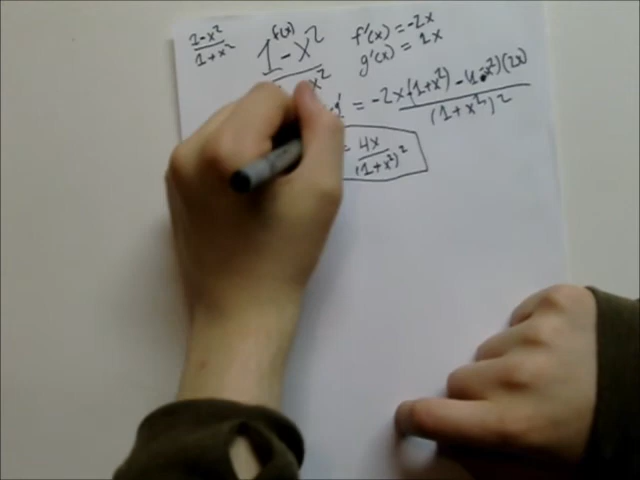 1-x²/1+x²
f(x)
1-x²
x²
f'(x)=-2x
g'(x)=2x
= -2x(1+x²)-(1-x²)(2x)/(1+x²)²
= 4x/(1+x²)²